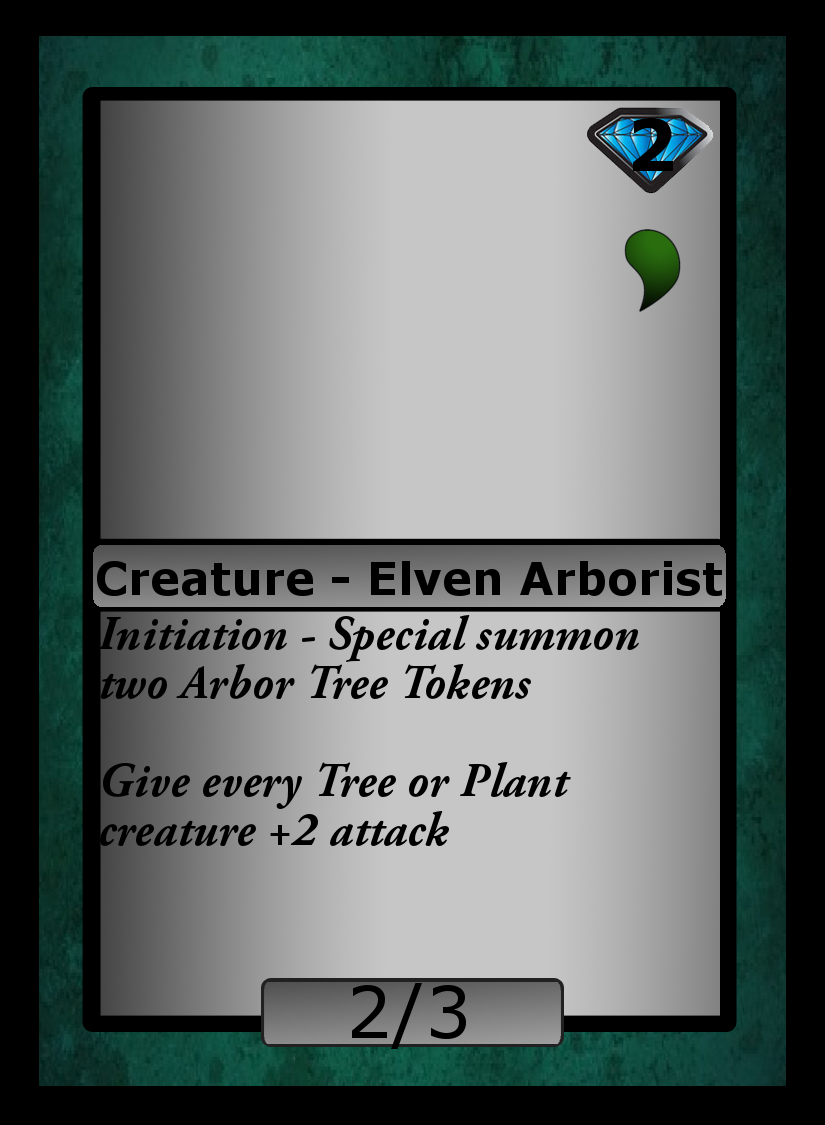 2
Creature - Elven Arborist
Initiation - Special summon
two Arbor Tree Tokens
Give every Tree or Plant
creature +2 attack
2/3